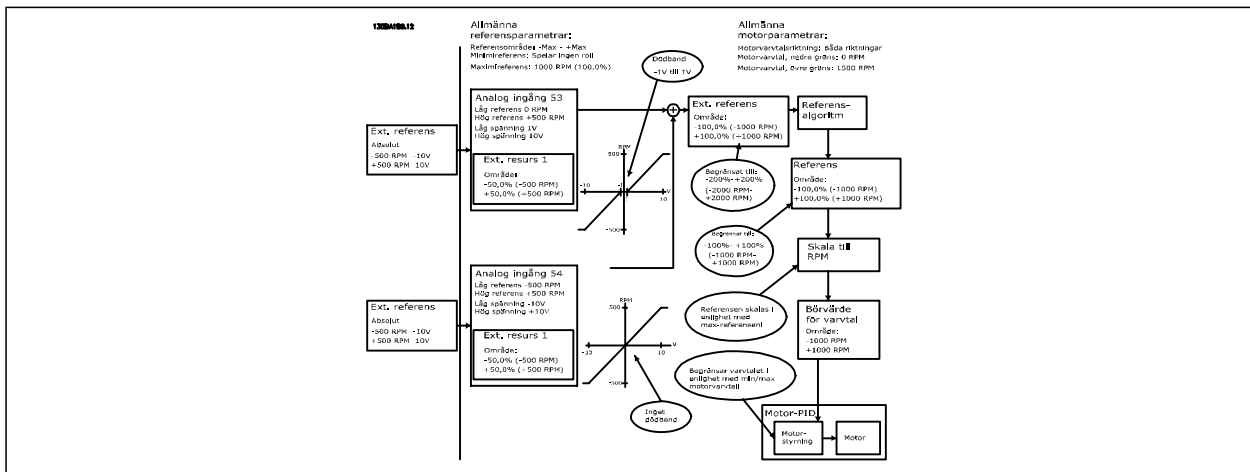 130BA188.12
Allmänna
referensparametrar:
Referensområde: -Max - +Max
Minimireferens: Spelar ingen roll
Maximireferens: 1000 RPM (100,0%)
Allmänna
motorparametrar:
Motorvarvtalsriktning: Båda riktningar
Motorvarvtal, nedre gräns: 0 RPM
Motorvarvtal, övre gräns: 1500 RPM
Dödband
-1V till 1V
Ext. referens
Absolut
-500 RPM -10V
+500 RPM 10V
Analog ingång 53
Låg referens 0 RPM
Hög referens +500 RPM
Låg spänning 1V
Hög spänning 10V
Ext. resurs 1
Område:
-50,0% (-500 RPM)
+50,0% (+500 RPM)
RPM
500
-10
-1
1
V
10
-500
Ext. referens
Område:
-100,0% (-1000 RPM)
+100,0% (+1000 RPM)
Referens-
algoritm
Begränsat till:
-200%-+200%
(-2000 RPM-
+2000 RPM)
Referens
Område:
-100,0% (-1000 RPM)
+100,0% (+1000 RPM)
Begränsat till:
-100%- +100%
(-1000 RPM-
+1000 RPM)
Skala till
RPM
Ext. referens
Absolut
-500 RPM -10V
+500 RPM 10V
Analog ingång 54
Låg referens -500 RPM
Hög referens +500 RPM
Låg spänning -10V
Hög spänning +10V
Ext. resurs 1
Område:
-50,0% (-500 RPM)
+50,0% (+500 RPM)
RPM
500
-10
10
V
-500
Inget
dödband
Referensen skalas i
enlighet med
max-referensen!
Börvärde
för varvtal
Område:
-1000 RPM
+1000 RPM
Begränsar varvtalet i
enlighet med min/max
motorvarvtal!
Motor-PID
Motor-
styrning
Motor